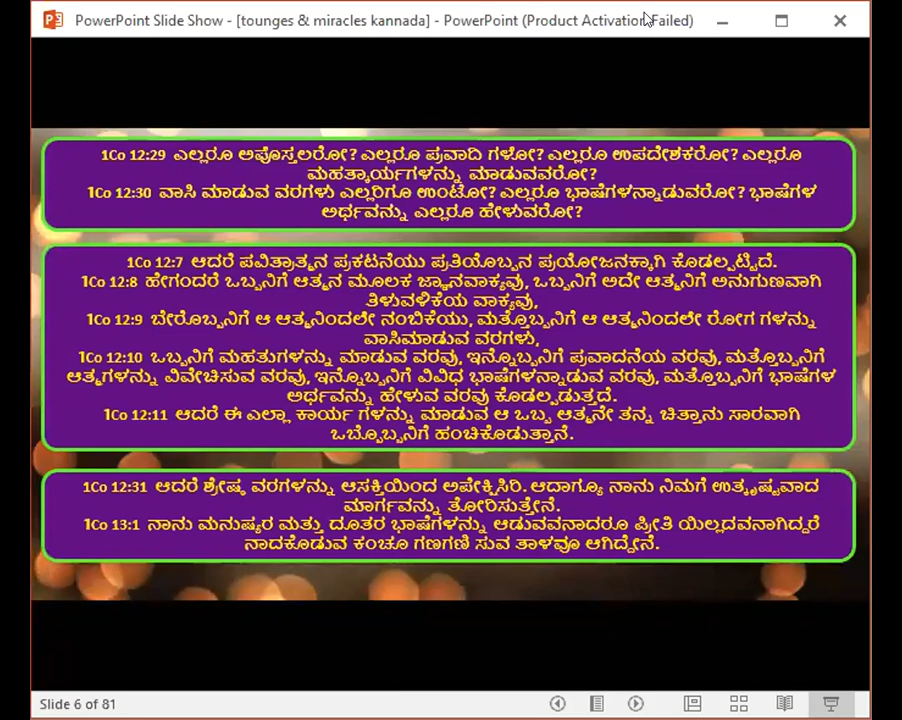 PowerPoint Slide Show - [tounges & miracles kannada] - PowerPoint (Product Activation Failed)
1Co 12:29 ಎಲ್ಲರೂ ಅಪೊಸ್ತಲರೋ? ಎಲ್ಲರೂ ಪ್ರವಾದಿ ಗಳೋ? ಎಲ್ಲರೂ ಉಪದೇಶಕರೋ? ಎಲ್ಲರೂ
ಮಹತ್ಕಾರ್ಯಗಳನ್ನು ಮಾಡುವವರೋ?
1Co 12:30 ವಾಸಿ ಮಾಡುವ ವರಗಳು ಎಲ್ಲರಿಗೂ ಉಂಟೋ? ಎಲ್ಲರೂ ಭಾಷೆಗಳನ್ನಾಡುವರೋ? ಭಾಷೆಗಳ
ಅರ್ಥವನ್ನು ಎಲ್ಲರೂ ಹೇಳುವರೋ?
1Co 12:7 ಆದರೆ ಪವಿತ್ರಾತ್ಮನ ಪ್ರಕಟನೆಯು ಪ್ರತಿಯೊಬ್ಬನ ಪ್ರಯೋಜನಕ್ಕಾಗಿ ಕೊಡಲ್ಪಟ್ಟಿದೆ.
1Co 12:8 ಹೇಗಂದರೆ ಒಬ್ಬನಿಗೆ ಆತ್ಮನ ಮೂಲಕ ಜ್ಞಾನವಾಕ್ಯವು, ಒಬ್ಬನಿಗೆ ಅದೇ ಆತ್ಮನಿಗೆ ಅನುಗುಣವಾಗಿ
ತಿಳುವಳಿಕೆಯ ವಾಕ್ಯವು,
1Co 12:9 ಬೇರೊಬ್ಬನಿಗೆ ಆ ಆತ್ಮನಿಂದಲೇ ನಂಬಿಕೆಯು, ಮತ್ತೊಬ್ಬನಿಗೆ ಆ ಆತ್ಮನಿಂದಲೇ ರೋಗ ಗಳನ್ನು
ವಾಸಿಮಾಡುವ ವರಗಳು,
1Co 12:10 ಒಬ್ಬನಿಗೆ ಮಹತುಗಳನ್ನು ಮಾಡುವ ವರವು, ಇನ್ನೊಬ್ಬನಿಗೆ ಪ್ರವಾದನೆಯ ವರವು, ಮತ್ತೊಬ್ಬನಿಗೆ
ಆತ್ಮಗಳನ್ನು ವಿವೇಚಿಸುವ ವರವು, ಇನ್ನೊಬ್ಬನಿಗೆ ವಿವಿಧ ಭಾಷೆಗಳನ್ನಾಡುವ ವರವು, ಮತ್ತೊಬ್ಬನಿಗೆ ಭಾಷೆಗಳ
ಅರ್ಥವನ್ನು ಹೇಳುವ ವರವು ಕೊಡಲ್ಪಡುತ್ತದೆ.
1Co 12:11 ಆದರೆ ಈ ಎಲ್ಲಾ ಕಾರ್ಯ ಗಳನ್ನು ಮಾಡುವ ಆ ಒಬ್ಬ ಆತ್ಮನೇ ತನ್ನ ಚಿತ್ತಾನು ಸಾರವಾಗಿ
ಒಬ್ಬೊಬ್ಬನಿಗೆ ಹಂಚಿಕೊಡುತ್ತಾನೆ.
1Co 12:31 ಆದರೆ ಶ್ರೇಷ್ಠ ವರಗಳನ್ನು ಆಸಕ್ತಿಯಿಂದ ಅಪೇಕ್ಷಿಸಿರಿ. ಆದಾಗ್ಯೂ ನಾನು ನಿಮಗೆ ಉತ್ಕೃಷ್ಟವಾದ
ಮಾರ್ಗವನ್ನು ತೋರಿಸುತ್ತೇನೆ.
1Co 13:1 ನಾನು ಮನುಷ್ಯರ ಮತ್ತು ದೂತರ ಭಾಷೆಗಳನ್ನು ಆಡುವವನಾದರೂ ಪ್ರೀತಿ ಯಿಲ್ಲದವನಾಗಿದ್ದರೆ
ನಾದಕೊಡುವ ಕಂಚೂ ಗಣಗಣಿ ಸುವ ತಾಳವೂ ಆಗಿದ್ದೇನೆ.
Slide 6 of 81